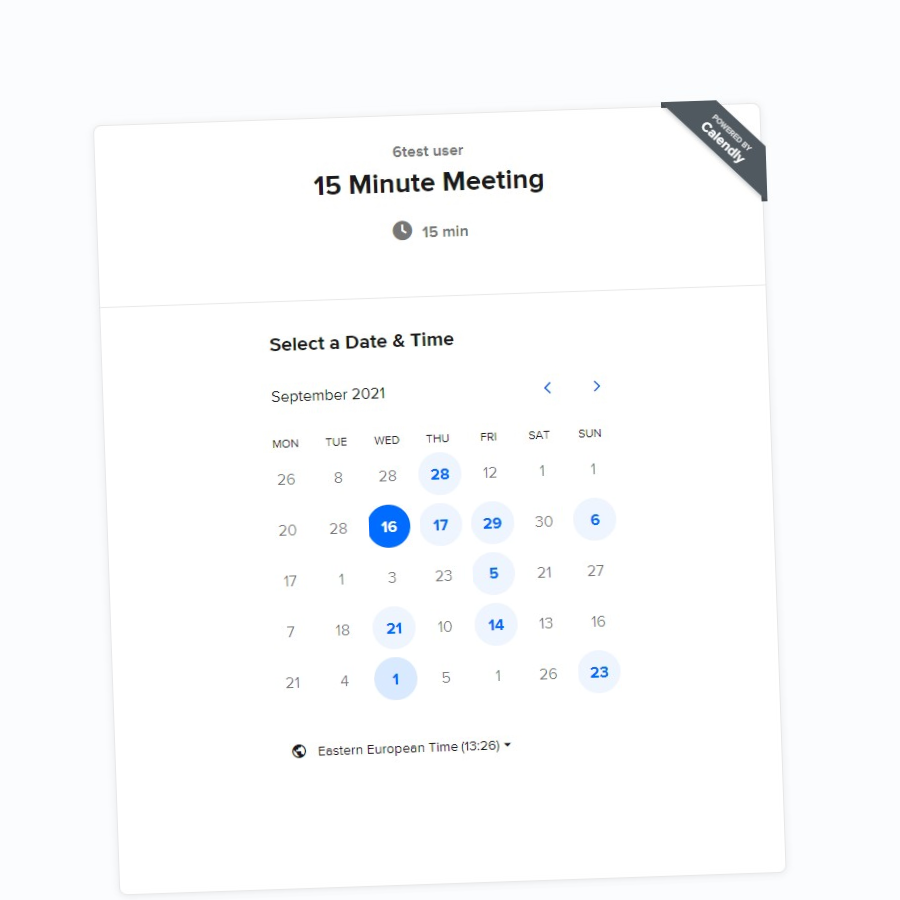 POWERED BY
Calendly
6test user
15 Minute Meeting
15 min
Select a Date & Time
September 2021
MON TUE WED THU FRI SAT SUN
26 8 28 28 12 1 1
20 28 16 17 29 30 6
17 1 3 23 5 21 27
7 18 21 10 14 13 16
21 4 1 5 1 26 23
Eastern European Time (13:26)